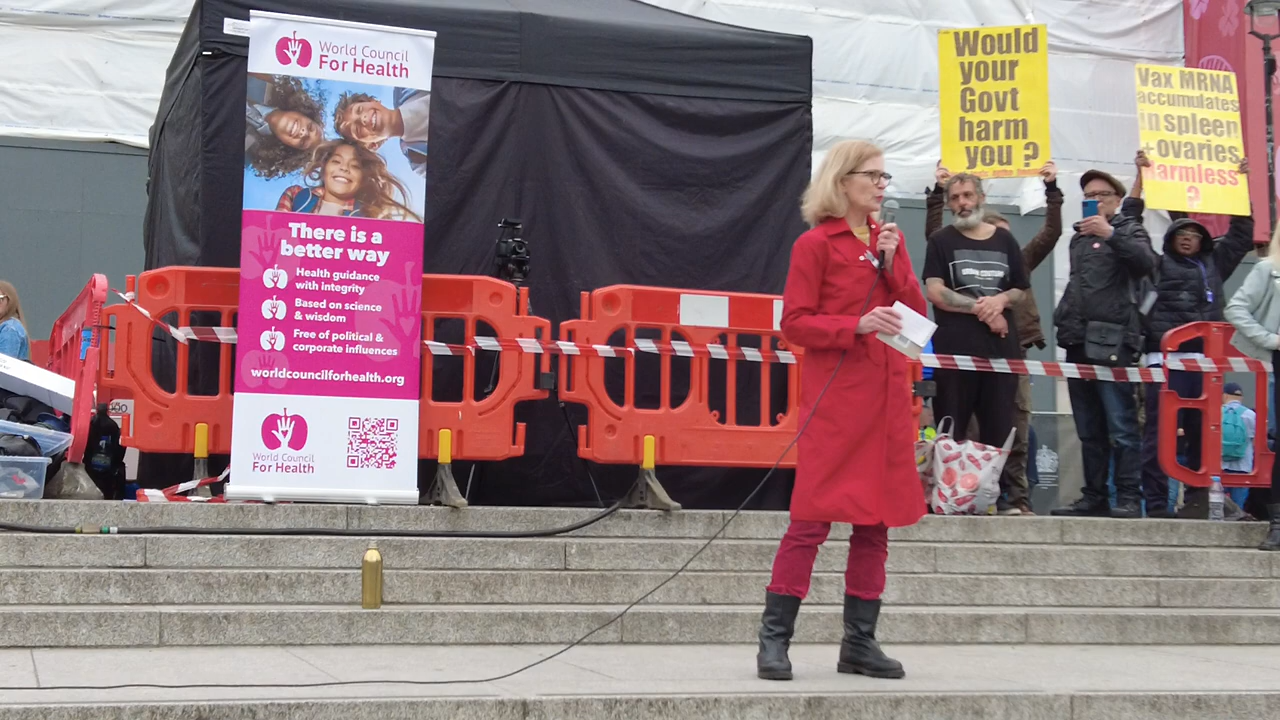 World Council
For Health
There is a
better way
Health guidance
with integrity
Based on science
& wisdom
Free of political &
corporate influences
worldcouncilforhealth.org
World Council
For Health
Would
your
Govt
harm
you ?
Vax MRNA
accumulates
in spleen
+ovaries
Harmless
?